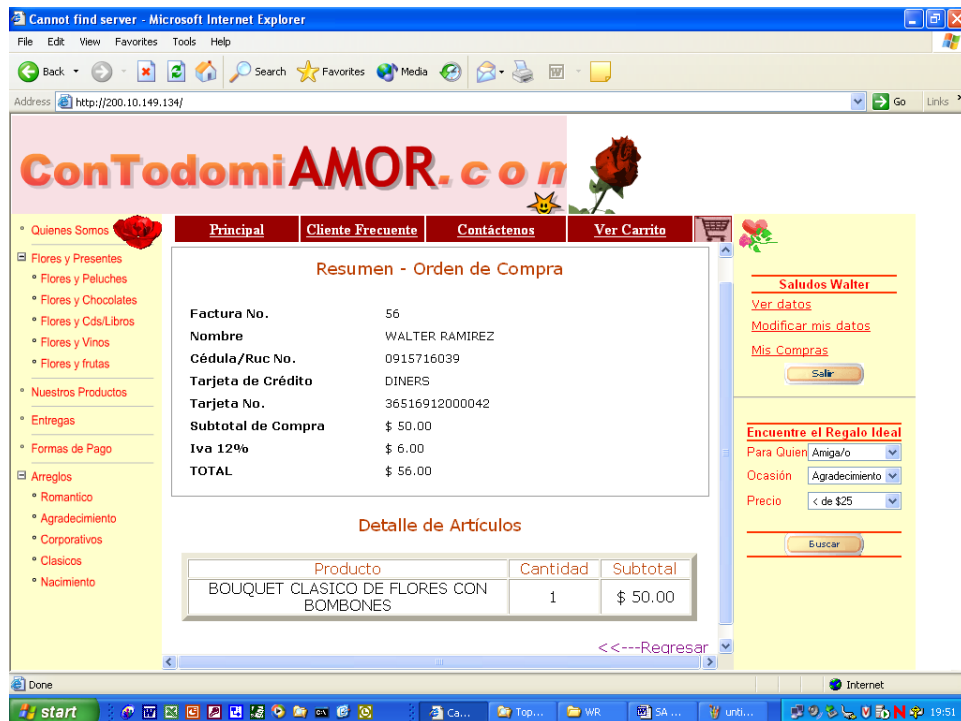 Cannot find server - Microsoft Internet Explorer
File Edit View Favorites Tools Help
Back Search Favorites Media
Address http://200.10.149.134/ Go Links
ConTodomiAMOR.com
Principal Cliente Frecuente Contáctenos Ver Carrito
Quienes Somos
Flores y Presentes
Flores y Peluches
Flores y Chocolates
Flores y Cds/Libros
Flores y Vinos
Flores y frutas
Nuestros Productos
Entregas
Formas de Pago
Arreglos
Romantico
Agradecimiento
Corporativos
Clasicos
Nacimiento
Resumen - Orden de Compra
Factura No. 56
Nombre WALTER RAMIREZ
Cédula/Ruc No. 0915716039
Tarjeta de Crédito DINERS
Tarjeta No. 36516912000042
Subtotal de Compra $ 50.00
Iva 12% $ 6.00
TOTAL $ 56.00
Detalle de Artículos
Producto Cantidad Subtotal
BOUQUET CLASICO DE FLORES CON
BOMBONES 1 $ 50.00
<<---Regresar
Saludos Walter
Ver datos
Modificar mis datos
Mis Compras
Salir
Encuentre el Regalo Ideal
Para Quien Amiga/o
Ocasión Agradecimiento
Precio < de $25
Buscar
Done Internet
start Ca... Top... WR SA ... unti... 19:51